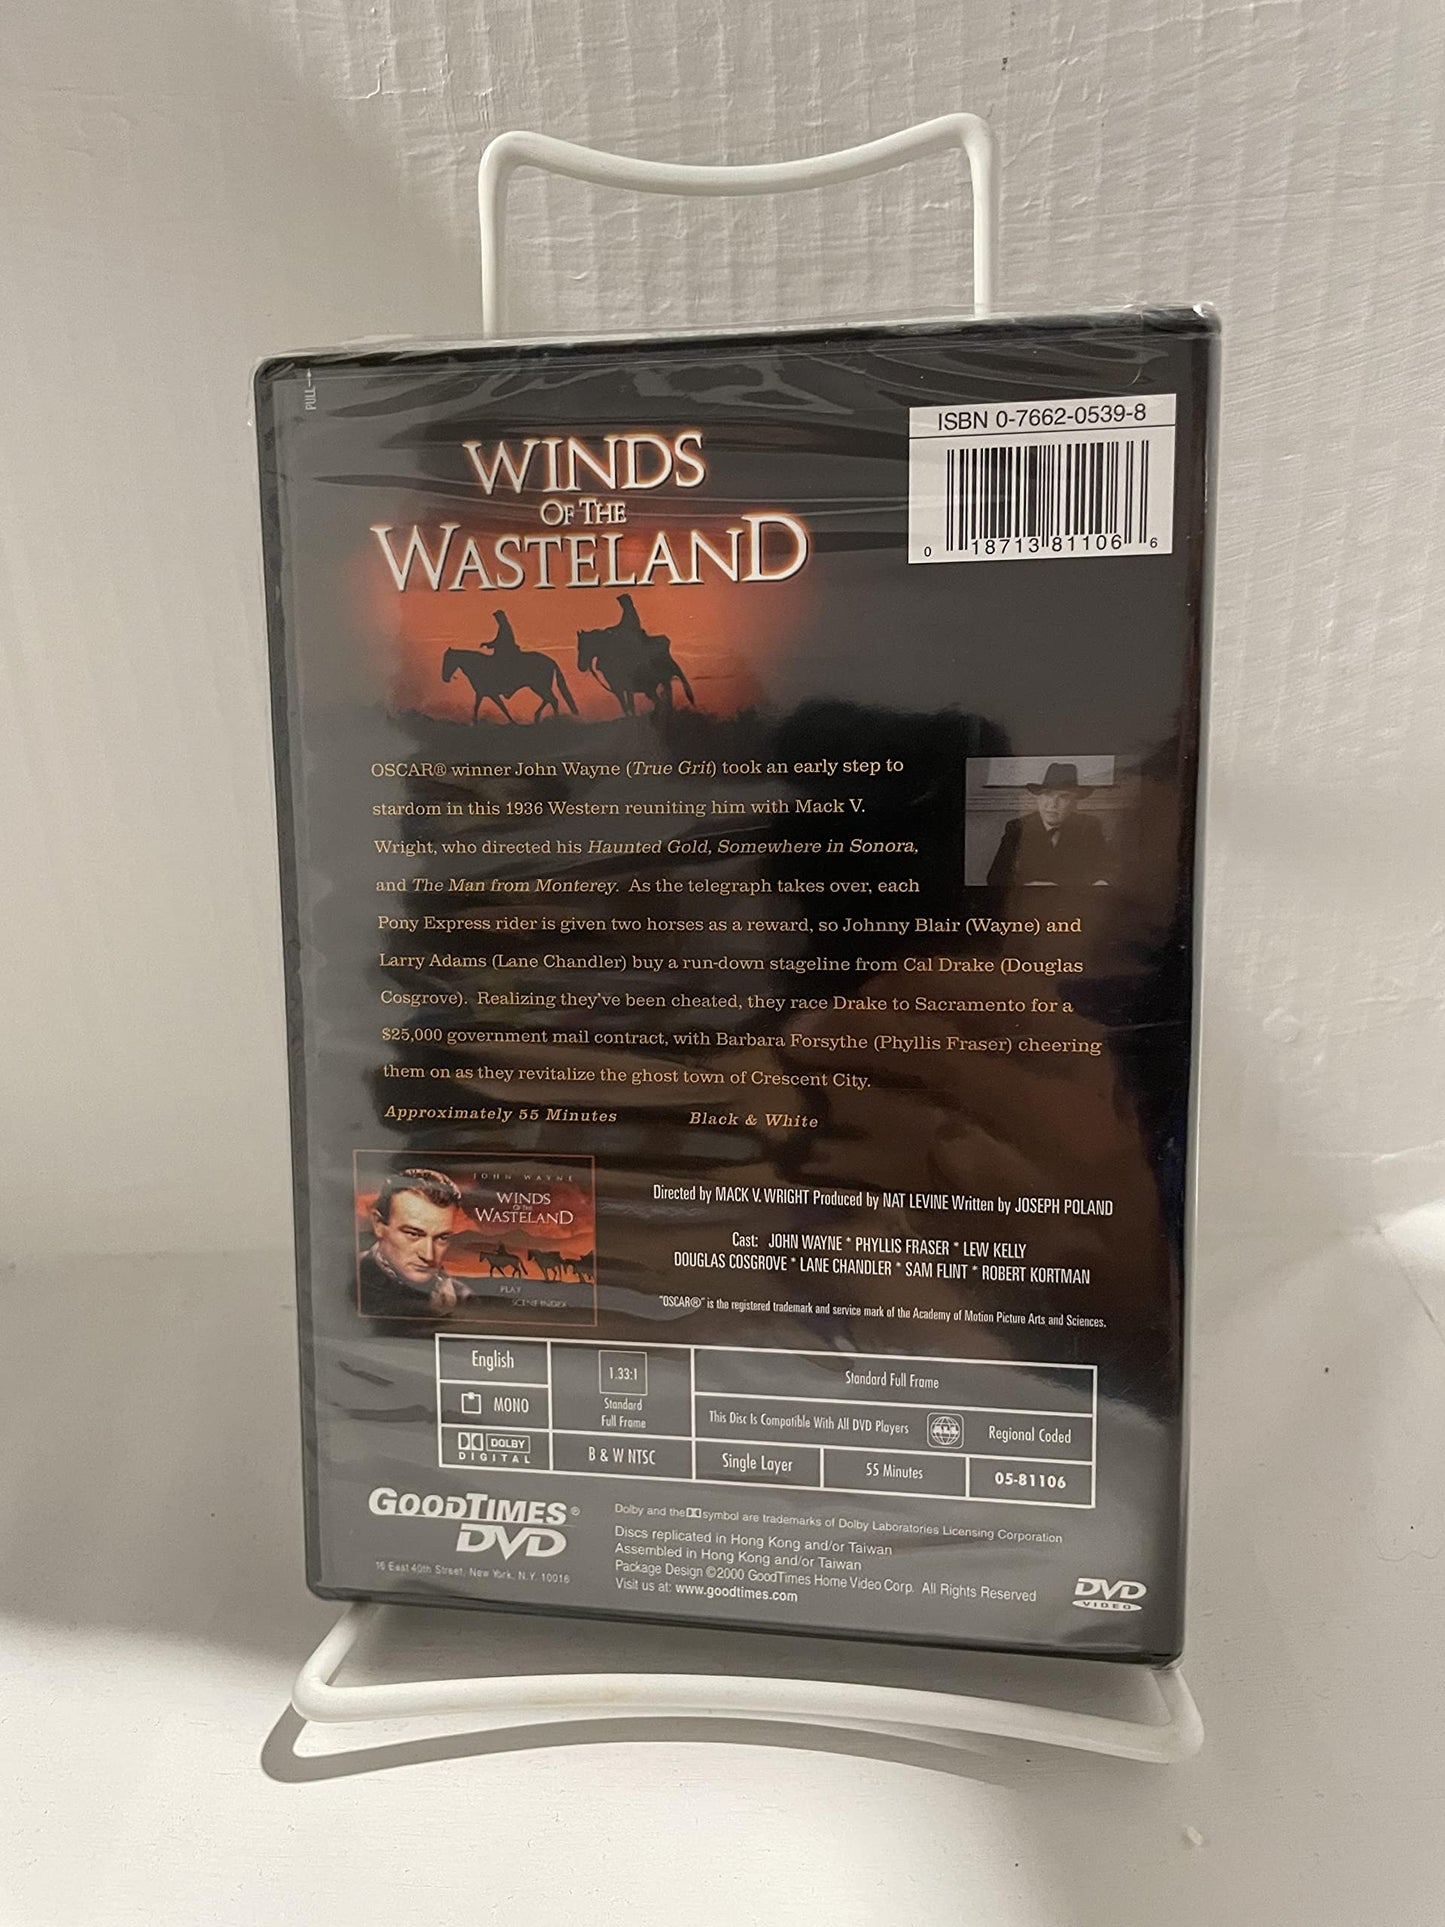 PULL
ISBN 0-7662-0539-8
0 18713 81106 6
WINDS
OF THE
WASTELAND
OSCAR® winner John Wayne (True Grit) took an early step to
stardom in this 1936 Western reuniting him with Mack V.
Wright, who directed his Haunted Gold, Somewhere in Sonora,
and The Man from Monterey. As the telegraph takes over, each
Pony Express rider is given two horses as a reward, so Johnny Blair (Wayne) and
Larry Adams (Lane Chandler) buy a run-down stageline from Cal Drake (Douglas
Cosgrove). Realizing they've been cheated, they race Drake to Sacramento for a
$25,000 government mail contract, with Barbara Forsythe (Phyllis Fraser) cheering
them on as they revitalize the ghost town of Crescent City.
Approximately 55 Minutes Black & White
JOHN WAYNE
WINDS
OF THE
WASTELAND
PLAY
SCENE INDEX
Directed by MACK V. WRIGHT Produced by NAT LEVINE Written by JOSEPH POLAND
Cast: JOHN WAYNE * PHYLLIS FRASER * LEW KELLY
DOUGLAS COSGROVE * LANE CHANDLER * SAM FLINT * ROBERT KORTMAN
"OSCAR®" is the registered trademark and service mark of the Academy of Motion Picture Arts and Sciences.
English
MONO
DOLBY
DIGITAL
1.33:1
Standard
Full Frame
B & W NTSC
Standard Full Frame
This Disc Is Compatible With All DVD Players
ALL
Regional Coded
Single Layer
55 Minutes
05-81106
GOODTIMES®
DVD
16 East 40th Street, New York, N.Y. 10016
Dolby and the symbol are trademarks of Dolby Laboratories Licensing Corporation
Discs replicated in Hong Kong and/or Taiwan
Assembled in Hong Kong and/or Taiwan
Package Design ©2000 GoodTimes Home Video Corp. All Rights Reserved
Visit us at: www.goodtimes.com
DVD
VIDEO